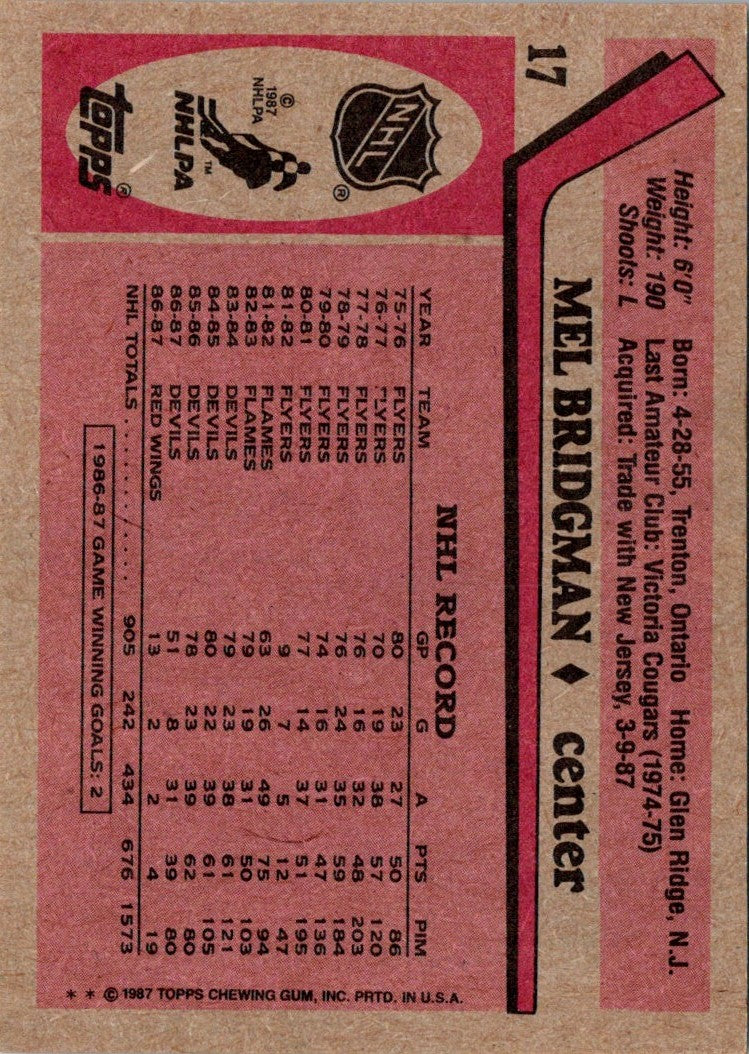 17
Height: 6'0" Born: 4-28-55, Trenton, Ontario Home: Glen Ridge, N.J.
Weight: 190 Last Amateur Club: Victoria Cougars (1974-75)
Shoots: L Acquired: Trade with New Jersey, 3-9-87
MEL BRIDGMAN ♦ center
NHL ®
© 1987 NHLPA
NHLPA™
TOPPS®
NHL RECORD
YEAR TEAM GP G A PTS PIM
75-76 FLYERS 80 23 27 50 86
76-77 FLYERS 70 19 38 57 120
77-78 FLYERS 76 16 32 48 203
78-79 FLYERS 76 24 35 59 184
79-80 FLYERS 74 16 31 47 136
80-81 FLYERS 77 14 37 51 195
81-82 FLYERS 9 7 5 12 47
81-82 FLAMES 63 26 49 75 94
82-83 FLAMES 79 19 31 50 103
83-84 DEVILS 79 23 38 61 121
84-85 DEVILS 80 22 39 61 105
85-86 DEVILS 78 23 39 62 80
86-87 DEVILS 51 8 31 39 80
86-87 RED WINGS 13 2 2 4 19
NHL TOTALS . . . . . . . . . . . 905 242 434 676 1573
1986-87 GAME WINNING GOALS: 2
* * © 1987 TOPPS CHEWING GUM, INC. PRTD. IN U.S.A.